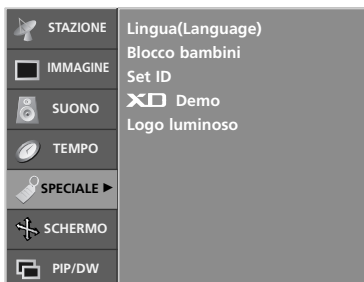 STAZIONE
IMMAGINE
SUONO
TEMPO
SPECIALE ►
SCHERMO
PIP/DW
Lingua(Language)
Blocco bambini
Set ID
XD Demo
Logo luminoso